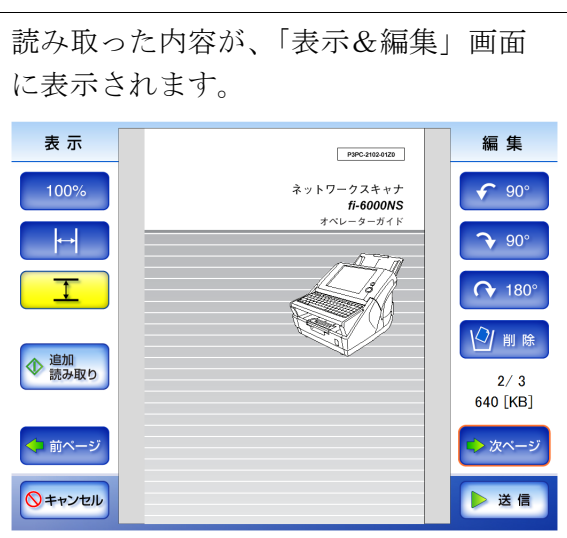 読み取った内容が、「表示&編集」画面
に表示されます。
表示
編集
P3PC-2102-01Z0
ネットワークスキャナ
fi-6000NS
オペレーターガイド
100%
90°
90°
180°
削除
追加
読み取り
2/ 3
640 [KB]
前ページ
次ページ
キャンセル
送信